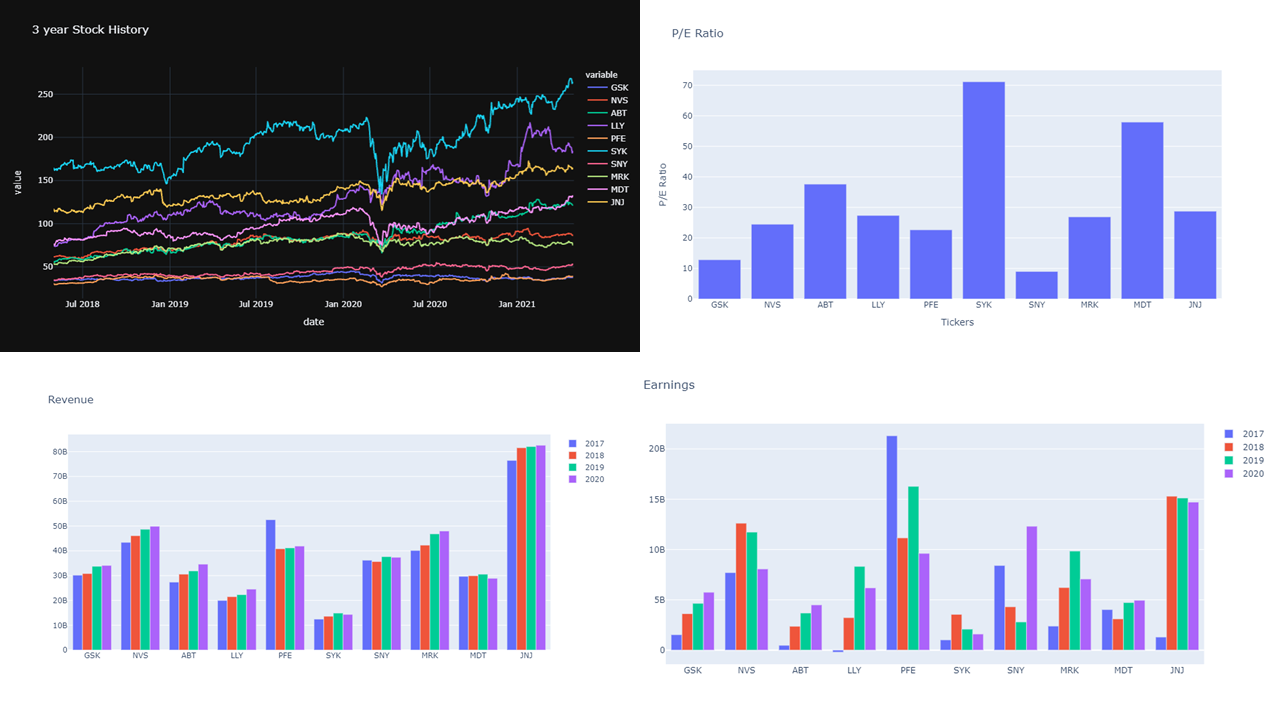 3 year Stock History
value
250
200
150
100
50
Jul 2018 Jan 2019 Jul 2019 Jan 2020 Jul 2020 Jan 2021
date
variable
GSK
NVS
ABT
LLY
PFE
SYK
SNY
MRK
MDT
JNJ
P/E Ratio
P/E Ratio
70
60
50
40
30
20
10
0
GSK NVS ABT LLY PFE SYK SNY MRK MDT JNJ
Tickers
Revenue
80B
70B
60B
50B
40B
30B
20B
10B
0
GSK NVS ABT LLY PFE SYK SNY MRK MDT JNJ
2017
2018
2019
2020
Earnings
20B
15B
10B
5B
0
GSK NVS ABT LLY PFE SYK SNY MRK MDT JNJ
2017
2018
2019
2020